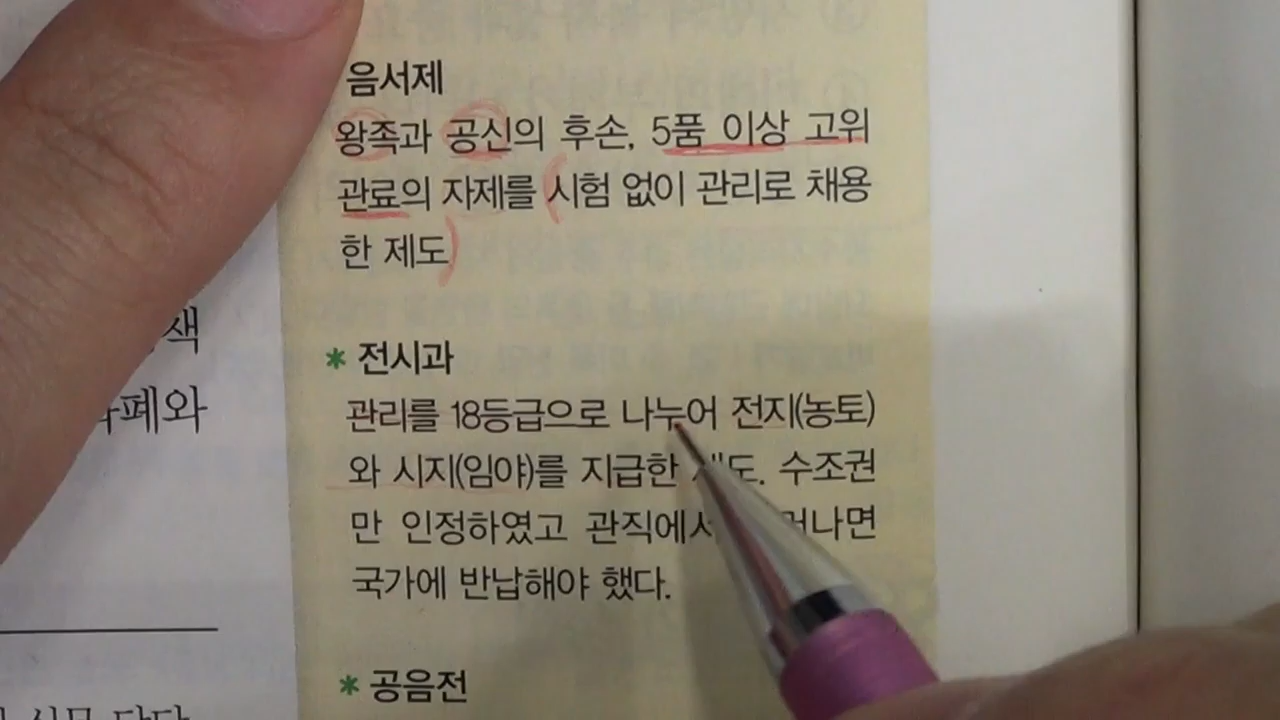 음서제
왕족과 공신의 후손, 5품 이상 고위
관료의 자제를 시험 없이 관리로 채용
한 제도
* 전시과
관리를 18등급으로 나누어 전지(농토)
와 시지(임야)를 지급한 제도. 수조권
만 인정하였고 관직에서
국가에 반납해야 했다.
* 공음전